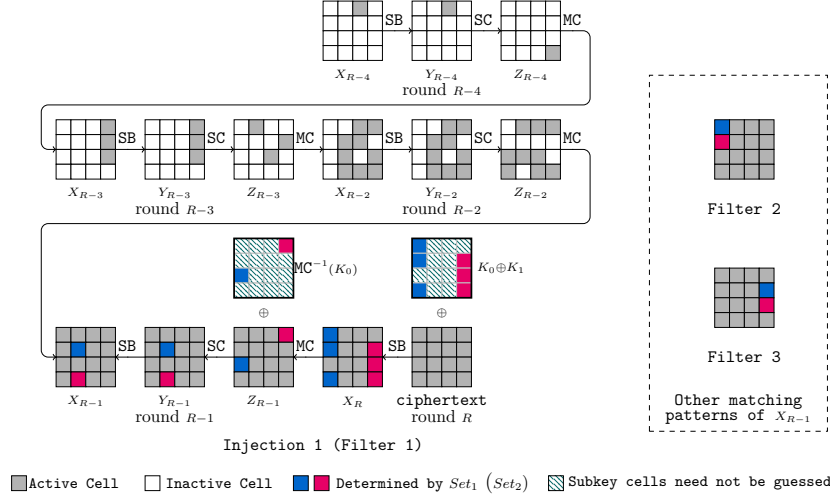 SB SC MC
X_{R-4} Y_{R-4} Z_{R-4}
round R-4
SB SC MC SB SC MC
X_{R-3} Y_{R-3} Z_{R-3} X_{R-2} Y_{R-2} Z_{R-2}
round R-3 round R-2
Filter 2
MC^{-1}(K_0) K_0⊕K_1
⊕ ⊕
SB SC MC SB
X_{R-1} Y_{R-1} Z_{R-1} X_R ciphertext
round R-1 round R
Filter 3
Other matching
patterns of X_{R-1}
Injection 1 (Filter 1)
Active Cell Inactive Cell Determined by Set_1 (Set_2) Subkey cells need not be guessed